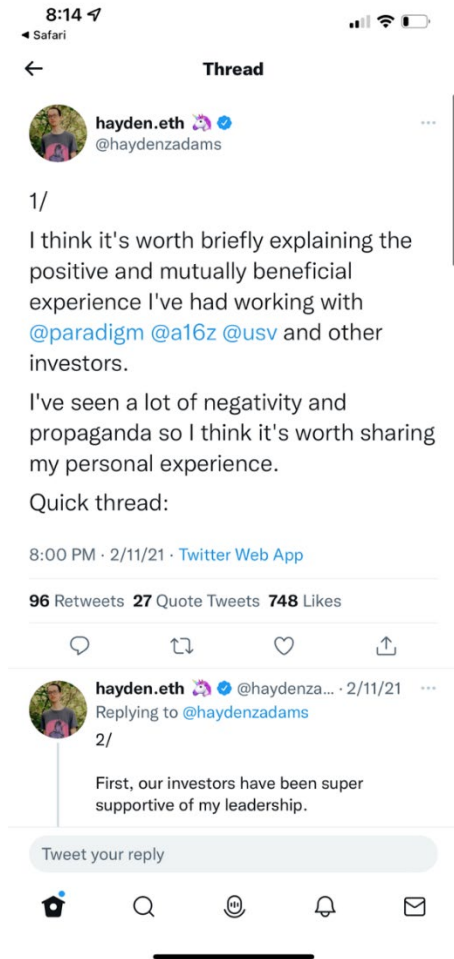 8:14
Safari
Thread
hayden.eth 🦄
@haydenzadams
1/
I think it's worth briefly explaining the
positive and mutually beneficial
experience I've had working with
@paradigm @a16z @usv and other
investors.
I've seen a lot of negativity and
propaganda so I think it's worth sharing
my personal experience.
Quick thread:
8:00 PM · 2/11/21 · Twitter Web App
96 Retweets 27 Quote Tweets 748 Likes
hayden.eth 🦄 @haydenza... · 2/11/21
Replying to @haydenzadams
2/
First, our investors have been super
supportive of my leadership.
Tweet your reply